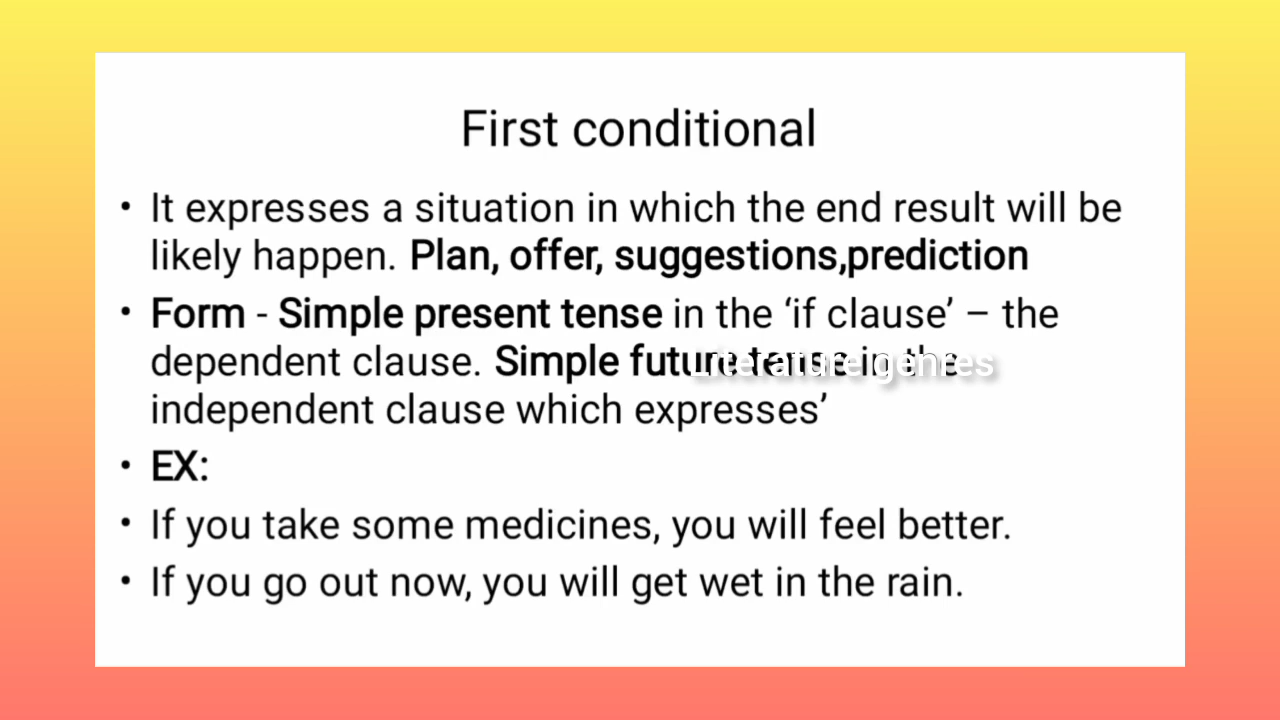 First conditional
• It expresses a situation in which the end result will be
likely happen. Plan, offer, suggestions,prediction
• Form - Simple present tense in the ‘if clause’ – the
dependent clause. Simple future tense in the
Literature genres
independent clause which expresses’
• EX:
• If you take some medicines, you will feel better.
• If you go out now, you will get wet in the rain.